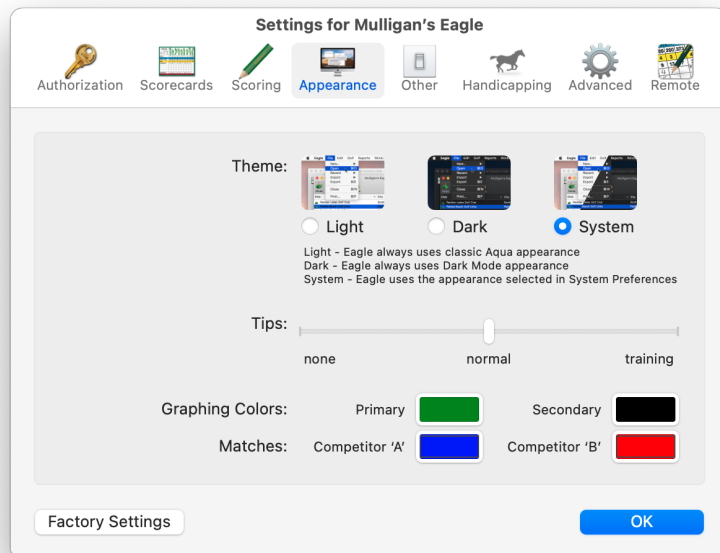 Settings for Mulligan's Eagle
Authorization Scorecards Scoring Appearance Other Handicapping Advanced Remote
Theme:
Light Dark System
Light – Eagle always uses classic Aqua appearance
Dark – Eagle always uses Dark Mode appearance
System – Eagle uses the appearance selected in System Preferences
Tips:
none normal training
Graphing Colors: Primary Secondary
Matches: Competitor ‘A’ Competitor ‘B’
Factory Settings OK